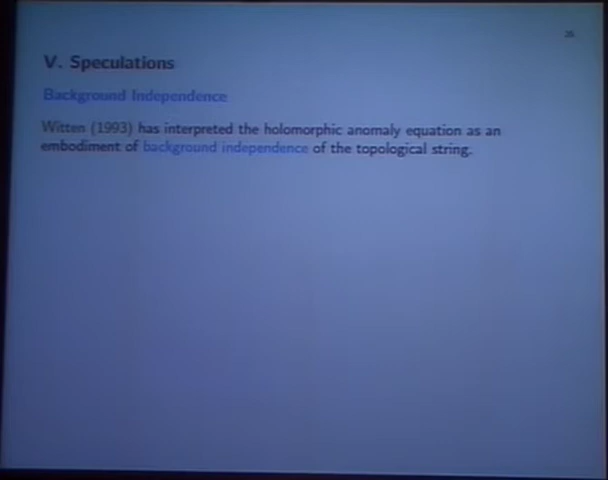 V. Speculations
Background Independence
Witten (1993) has interpreted the holomorphic anomaly equation as an
embodiment of background independence of the topological string.